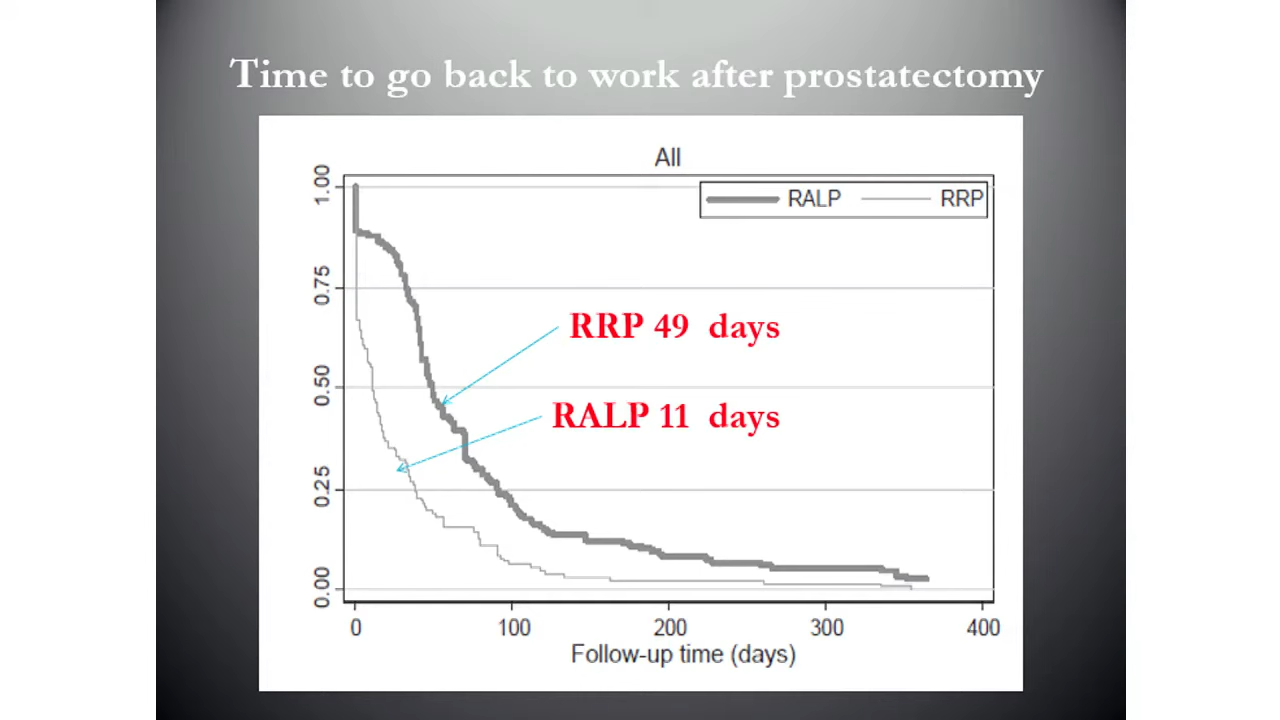 Time to go back to work after prostatectomy
All
RALP RRP
1.00
0.75
0.50
0.25
0.00
RRP 49 days
RALP 11 days
0 100 200 300 400
Follow-up time (days)